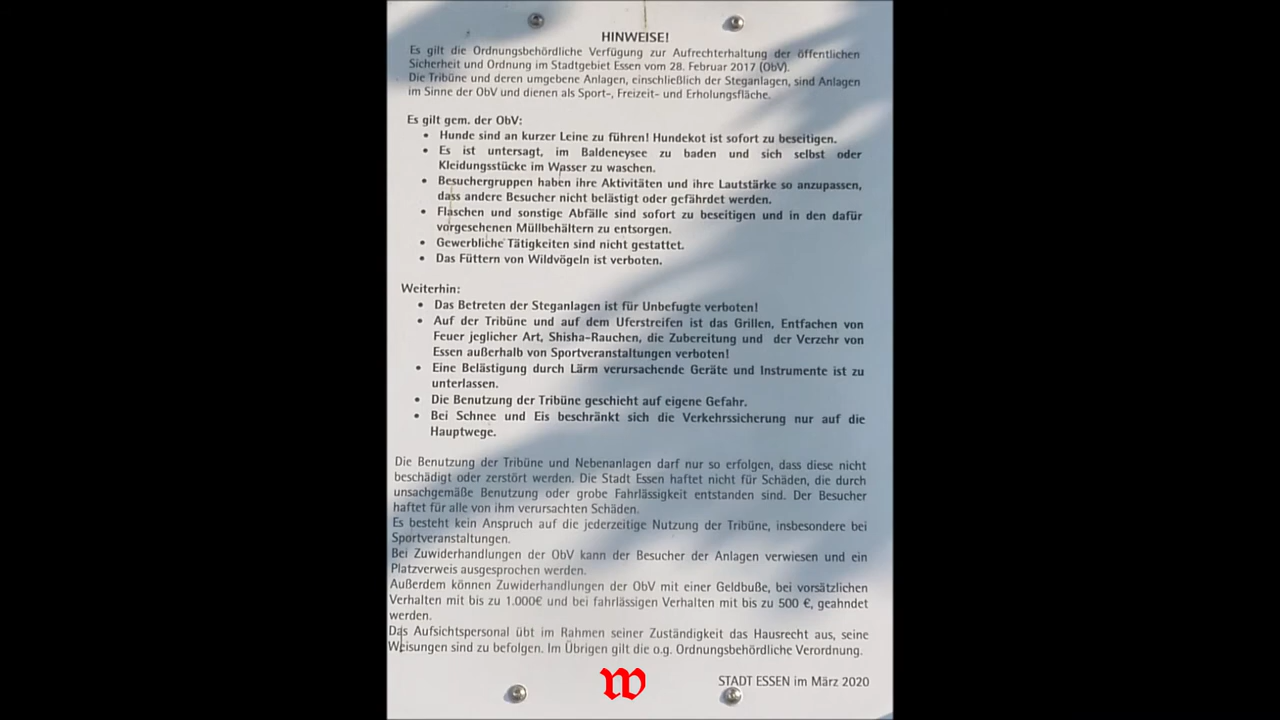 HINWEISE!
Es gilt die Ordnungsbehördliche Verfügung zur Aufrechterhaltung der öffentlichen
Sicherheit und Ordnung im Stadtgebiet Essen vom 28. Februar 2017 (ObV).
Die Tribüne und deren umgebene Anlagen, einschließlich der Steganlagen, sind Anlagen
im Sinne der ObV und dienen als Sport-, Freizeit- und Erholungsfläche.
Es gilt gem. der ObV:
• Hunde sind an kurzer Leine zu führen! Hundekot ist sofort zu beseitigen.
• Es ist untersagt, im Baldeneysee zu baden und sich selbst oder
Kleidungsstücke im Wasser zu waschen.
• Besuchergruppen haben ihre Aktivitäten und ihre Lautstärke so anzupassen,
dass andere Besucher nicht belästigt oder gefährdet werden.
• Flaschen und sonstige Abfälle sind sofort zu beseitigen und in den dafür
vorgesehenen Müllbehältern zu entsorgen.
• Gewerbliche Tätigkeiten sind nicht gestattet.
• Das Füttern von Wildvögeln ist verboten.
Weiterhin:
• Das Betreten der Steganlagen ist für Unbefugte verboten!
• Auf der Tribüne und auf dem Uferstreifen ist das Grillen, Entfachen von
Feuer jeglicher Art, Shisha-Rauchen, die Zubereitung und der Verzehr von
Essen außerhalb von Sportveranstaltungen verboten!
• Eine Belästigung durch Lärm verursachende Geräte und Instrumente ist zu
unterlassen.
• Die Benutzung der Tribüne geschieht auf eigene Gefahr.
• Bei Schnee und Eis beschränkt sich die Verkehrssicherung nur auf die
Hauptwege.
Die Benutzung der Tribüne und Nebenanlagen darf nur so erfolgen, dass diese nicht
beschädigt oder zerstört werden. Die Stadt Essen haftet nicht für Schäden, die durch
unsachgemäße Benutzung oder grobe Fahrlässigkeit entstanden sind. Der Besucher
haftet für alle von ihm verursachten Schäden.
Es besteht kein Anspruch auf die jederzeitige Nutzung der Tribüne, insbesondere bei
Sportveranstaltungen.
Bei Zuwiderhandlungen der ObV kann der Besucher der Anlagen verwiesen und ein
Platzverweis ausgesprochen werden.
Außerdem können Zuwiderhandlungen der ObV mit einer Geldbuße, bei vorsätzlichen
Verhalten mit bis zu 1.000€ und bei fahrlässigen Verhalten mit bis zu 500 €, geahndet
werden.
Das Aufsichtspersonal übt im Rahmen seiner Zuständigkeit das Hausrecht aus, seine
Weisungen sind zu befolgen. Im Übrigen gilt die o.g. Ordnungsbehördliche Verordnung.
W
STADT ESSEN im März 2020